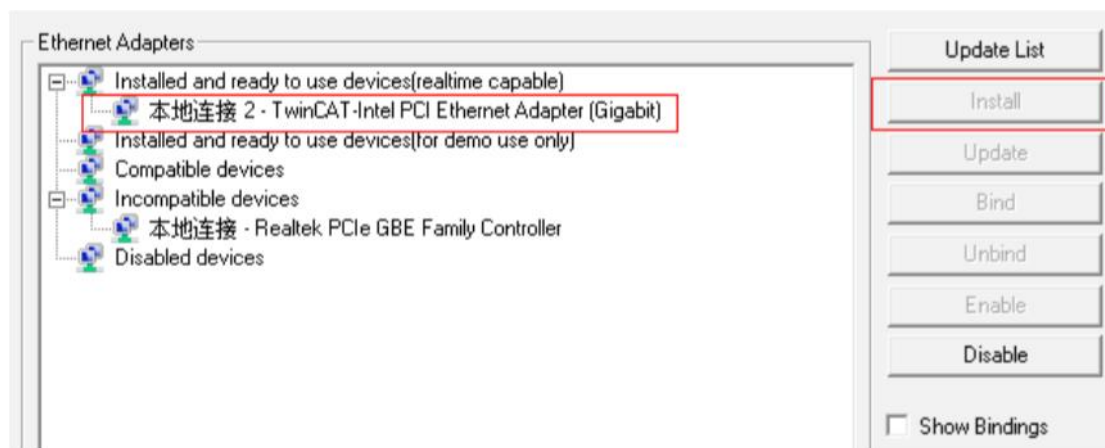 Ethernet Adapters
Installed and ready to use devices(realtime capable)
本地连接 2 - TwinCAT-Intel PCI Ethernet Adapter (Gigabit)
Installed and ready to use devices(for demo use only)
Compatible devices
Incompatible devices
本地连接 - Realtek PCIe GBE Family Controller
Disabled devices
Update List
Install
Update
Bind
Unbind
Enable
Disable
Show Bindings